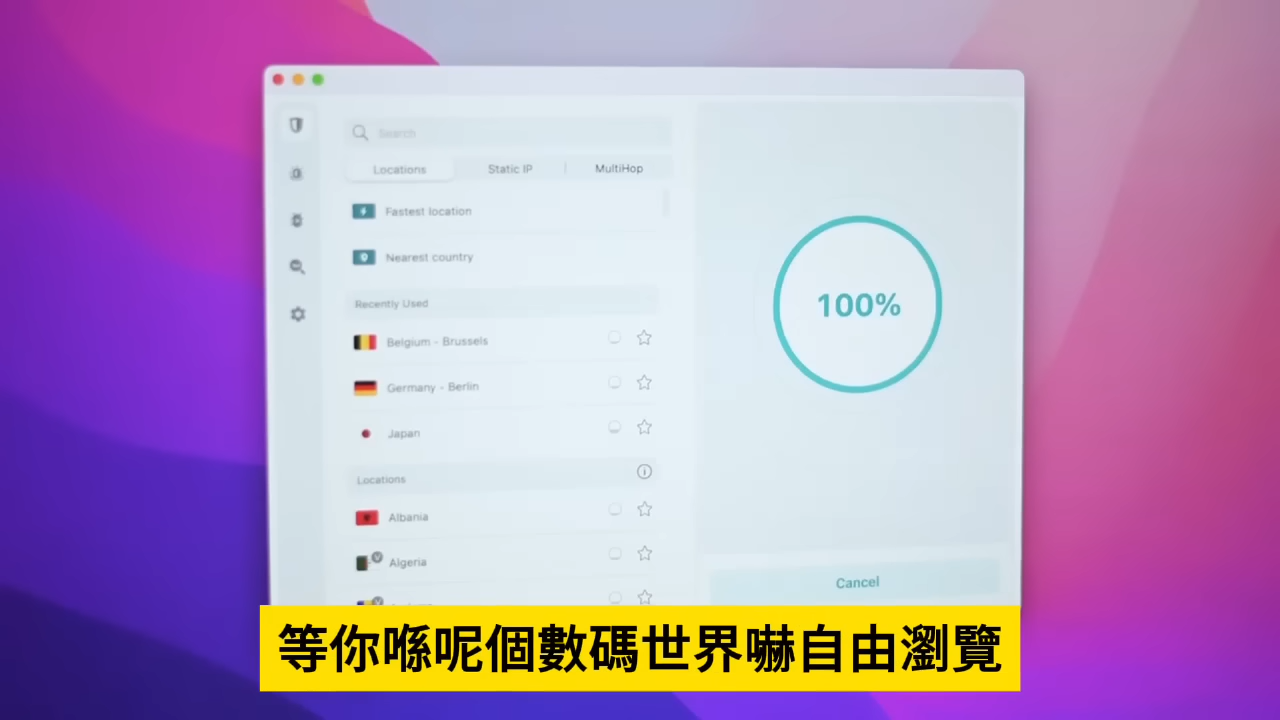 Search
Locations
Static IP
MultiHop
Fastest location
Nearest country
Recently Used
Belgium - Brussels
Germany - Berlin
Japan
Locations
Albania
Algeria
100%
Cancel
等你喺呢個數碼世界嚇自由瀏覽